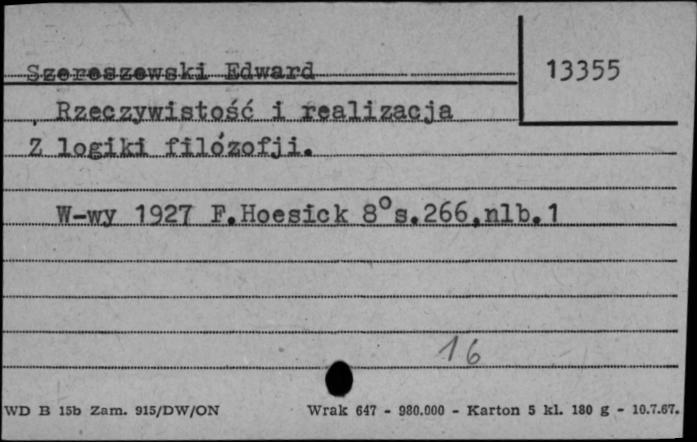 Szereszewski Edward
13355
Rzeczywistość i realizacja
Z logiki filozofji.
W-wy 1927 F.Hoesick 8° s.266,nlb.1
16
WD B 15b Zam. 915/DW/ON
Wrak 647 - 980.000 - Karton 5 kl. 180 g - 10.7.67.